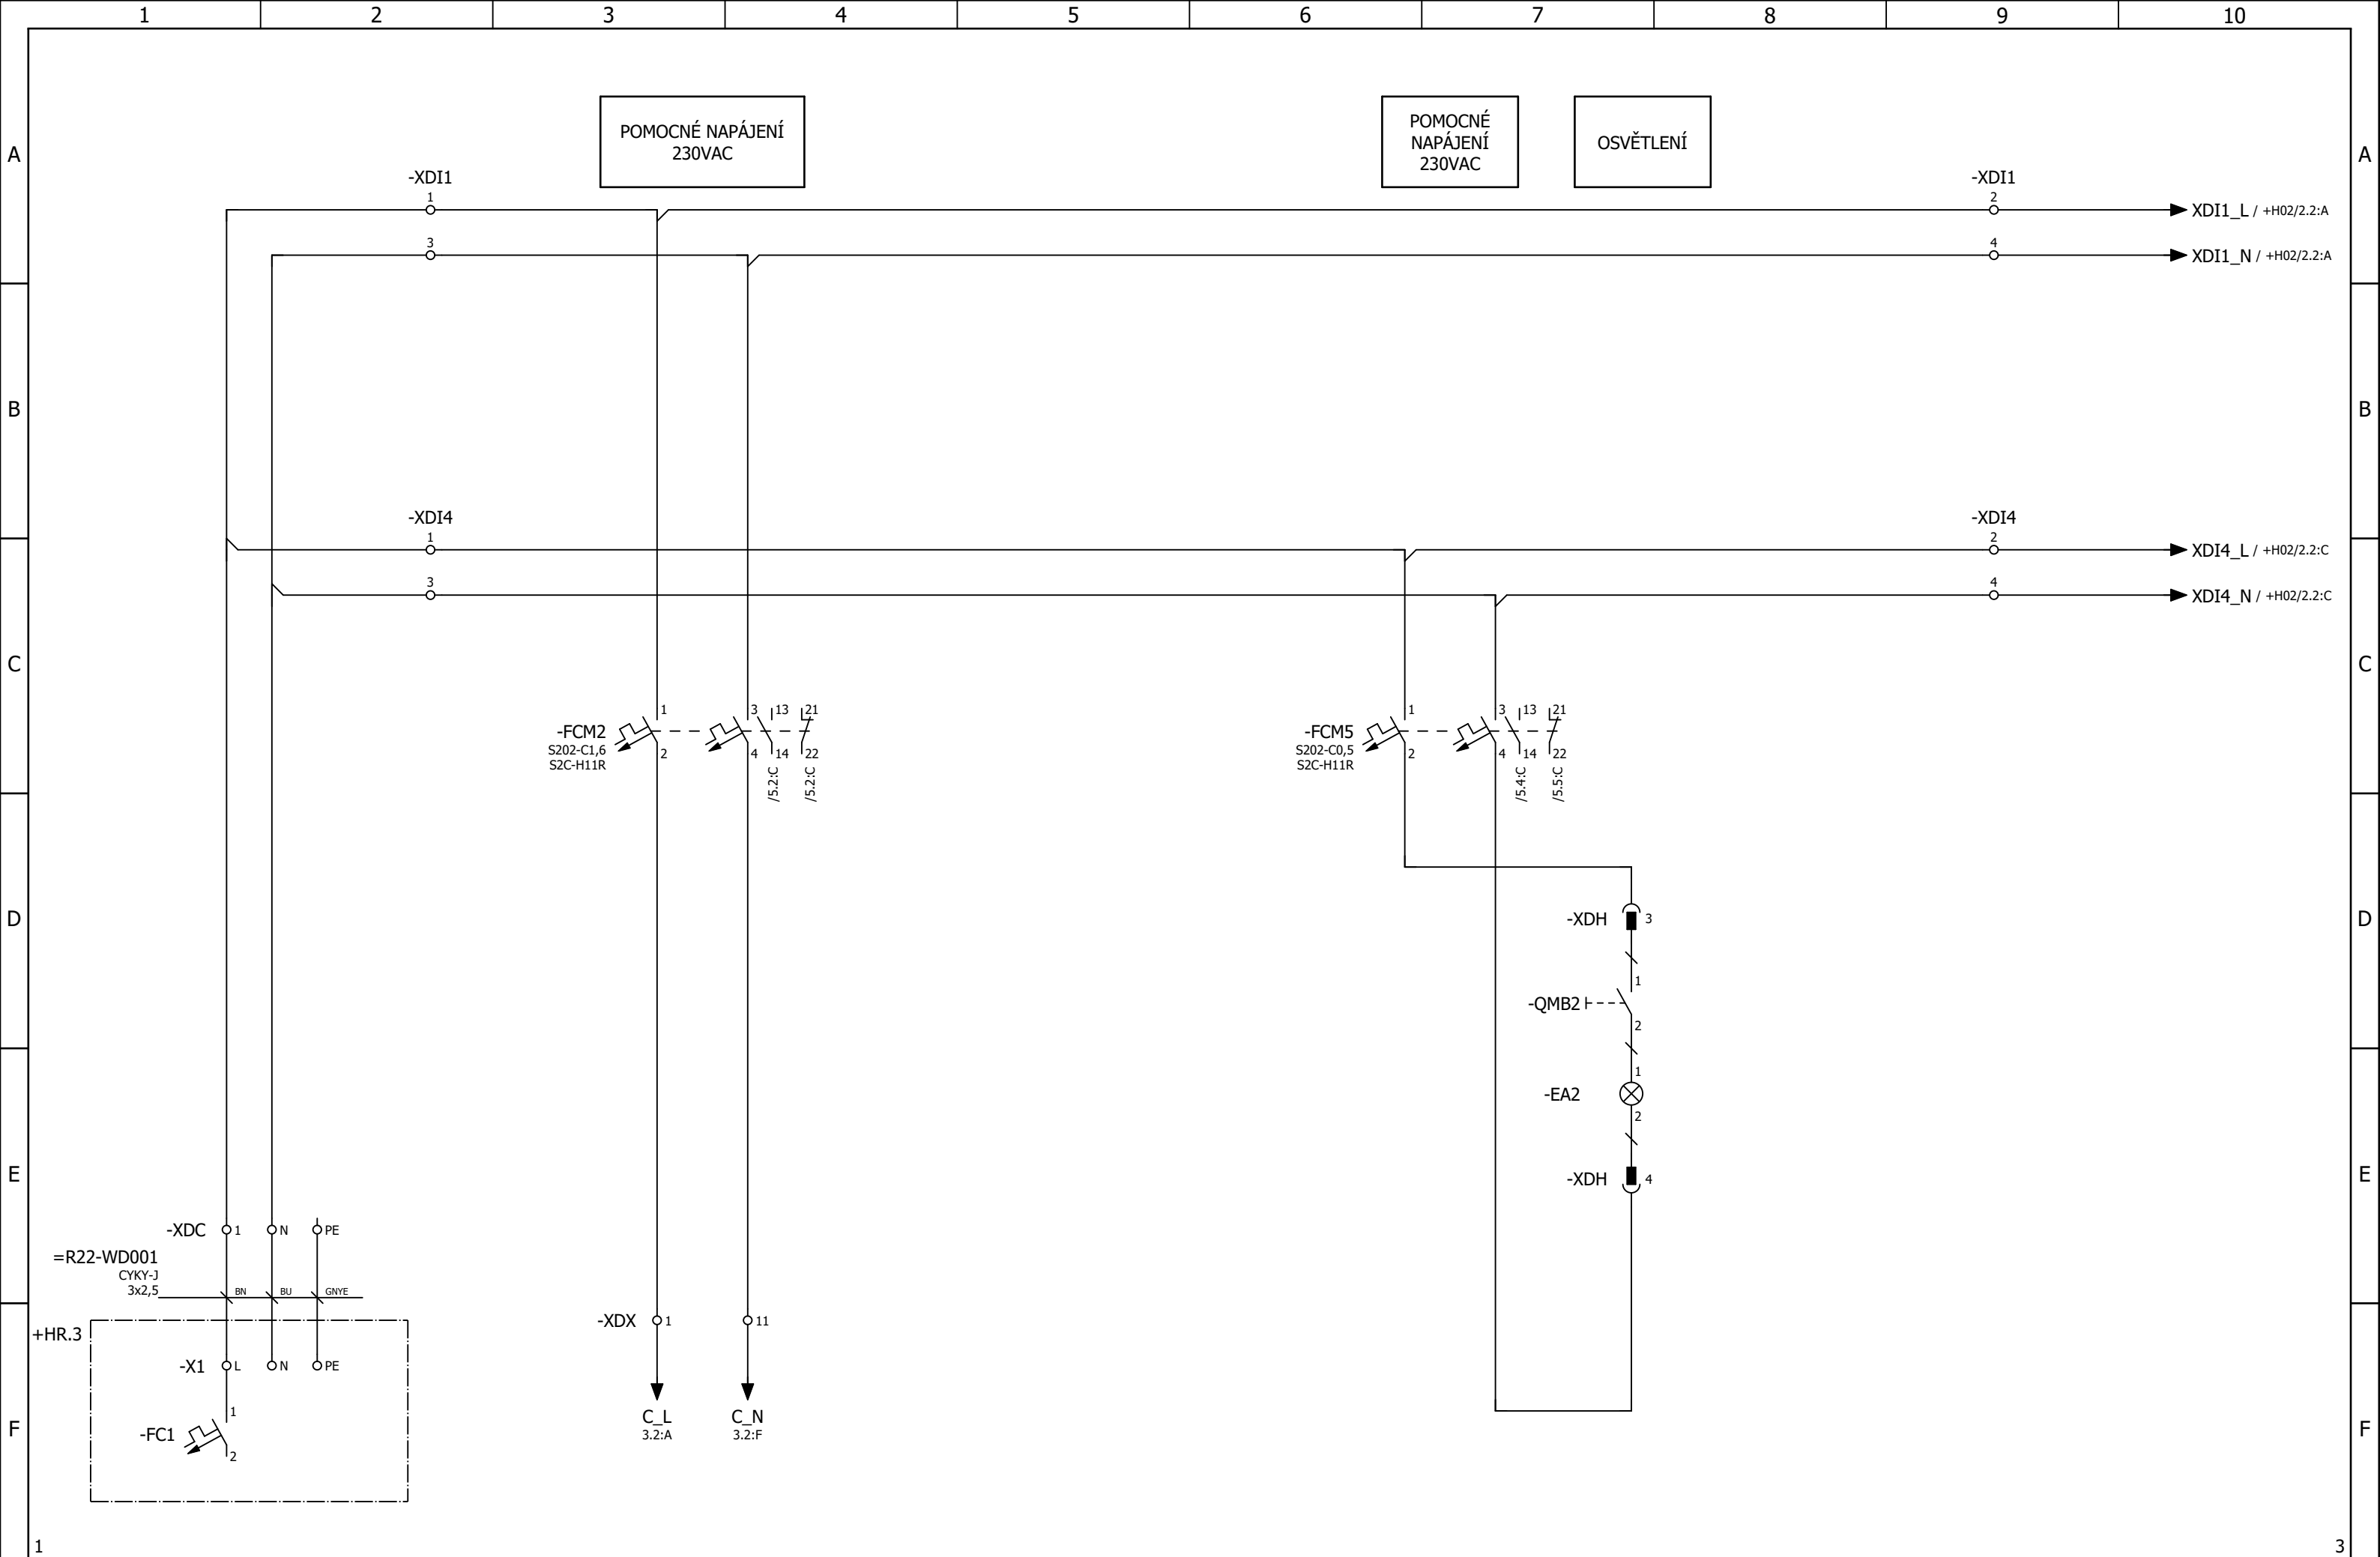 1 2 3 4 5 6 7 8 9 10
POMOCNÉ NAPÁJENÍ
230VAC
POMOCNÉ
NAPÁJENÍ
230VAC
OSVĚTLENÍ
A A
-XDI1 -XDI1
1 2
XDI1_L / +H02/2.2:A
3 4
XDI1_N / +H02/2.2:A
B B
-XDI4 -XDI4
1 2
XDI4_L / +H02/2.2:C
3 4
XDI4_N / +H02/2.2:C
C C
1 3 13 21
-FCM2
S202-C1,6
S2C-H11R
2 4 14 22
/5.2:C /5.2:C
1 3 13 21
-FCM5
S202-C0,5
S2C-H11R
2 4 14 22
/5.4:C /5.5:C
D D
-XDH 3
1
-QMB2
2
1
-EA2
2
E E
-XDH 4
-XDC 1 N PE
=R22-WD001
CYKY-J
3x2,5 BN BU GNYE
+HR.3
-X1 L N PE
1
-FC1
2
-XDX 1 11
C_L C_N
3.2:A 3.2:F
F F
1 3